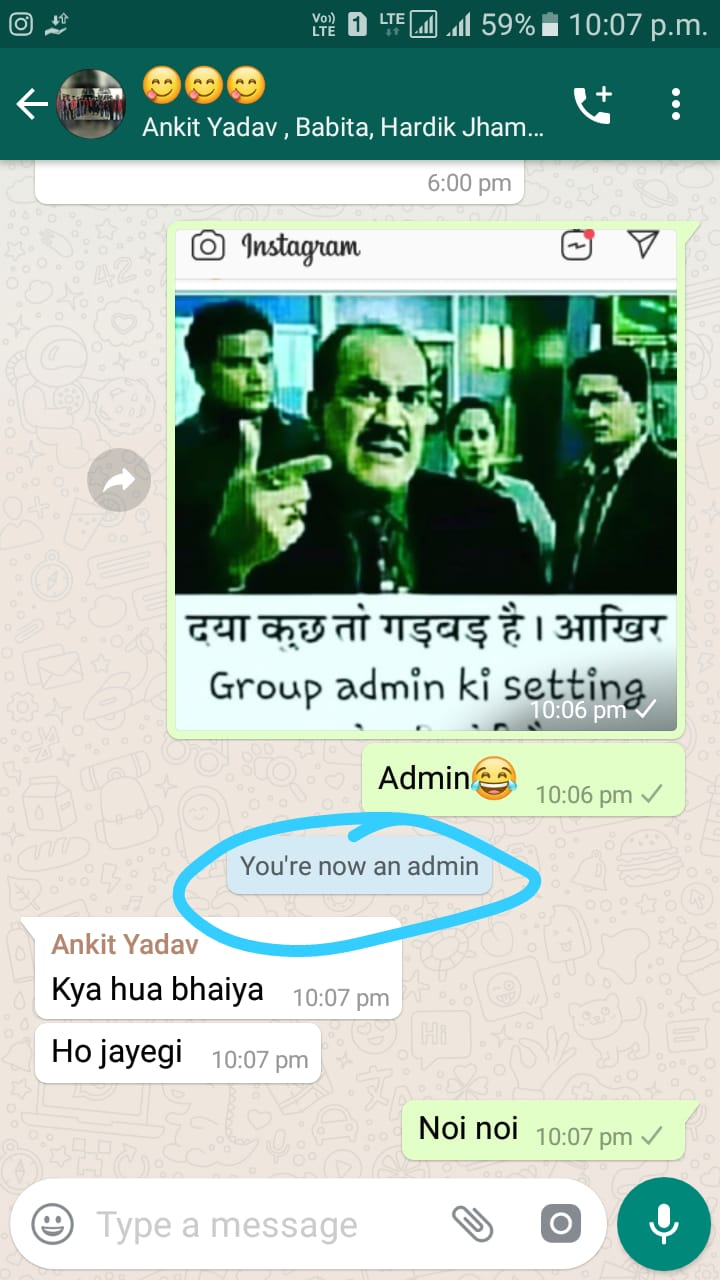 Vo)) LTE 1 LTE 59% 10:07 p.m.
😋😋😋
Ankit Yadav , Babita, Hardik Jham...
6:00 pm
Instagram
दया कुछ तो गड़वड़ है। आखिर
Group admin ki setting
10:06 pm
Admin😂 10:06 pm
You're now an admin
Ankit Yadav
Kya hua bhaiya 10:07 pm
Ho jayegi 10:07 pm
Noi noi 10:07 pm
Type a message